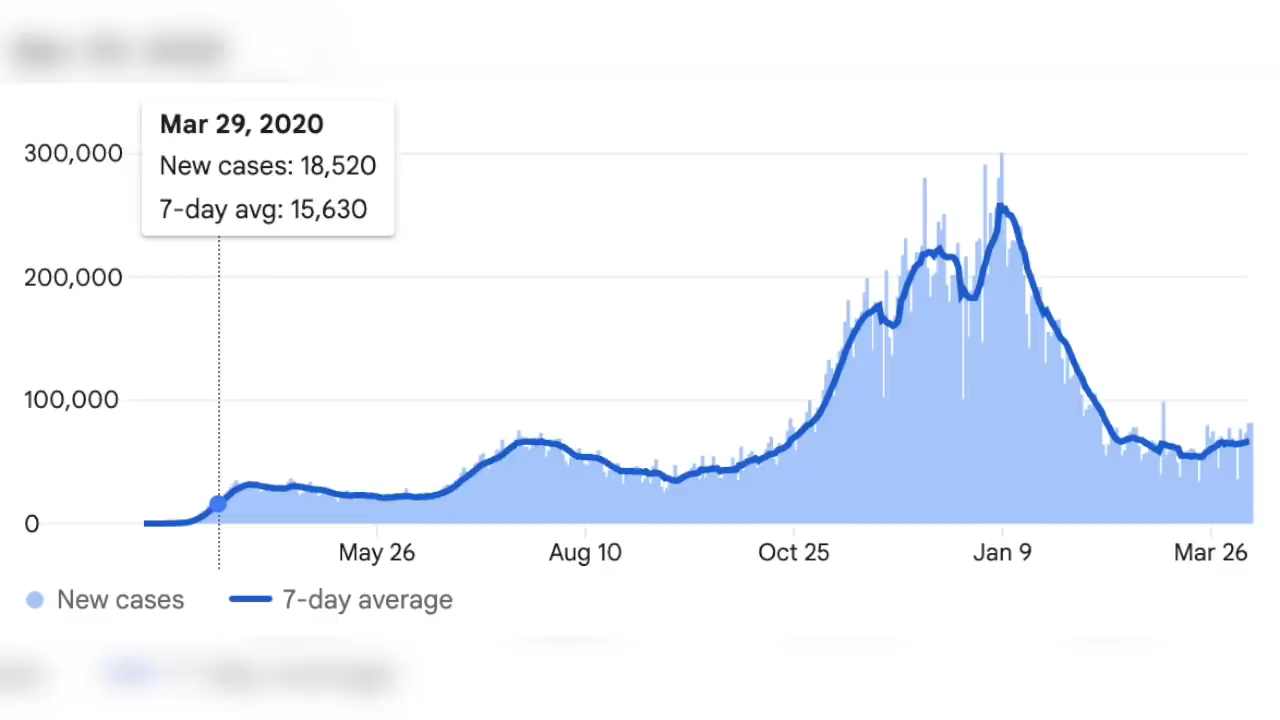 Mar 29, 2020
New cases: 18,520
7-day avg: 15,630
300,000
200,000
100,000
0
May 26 Aug 10 Oct 25 Jan 9 Mar 26
New cases 7-day average